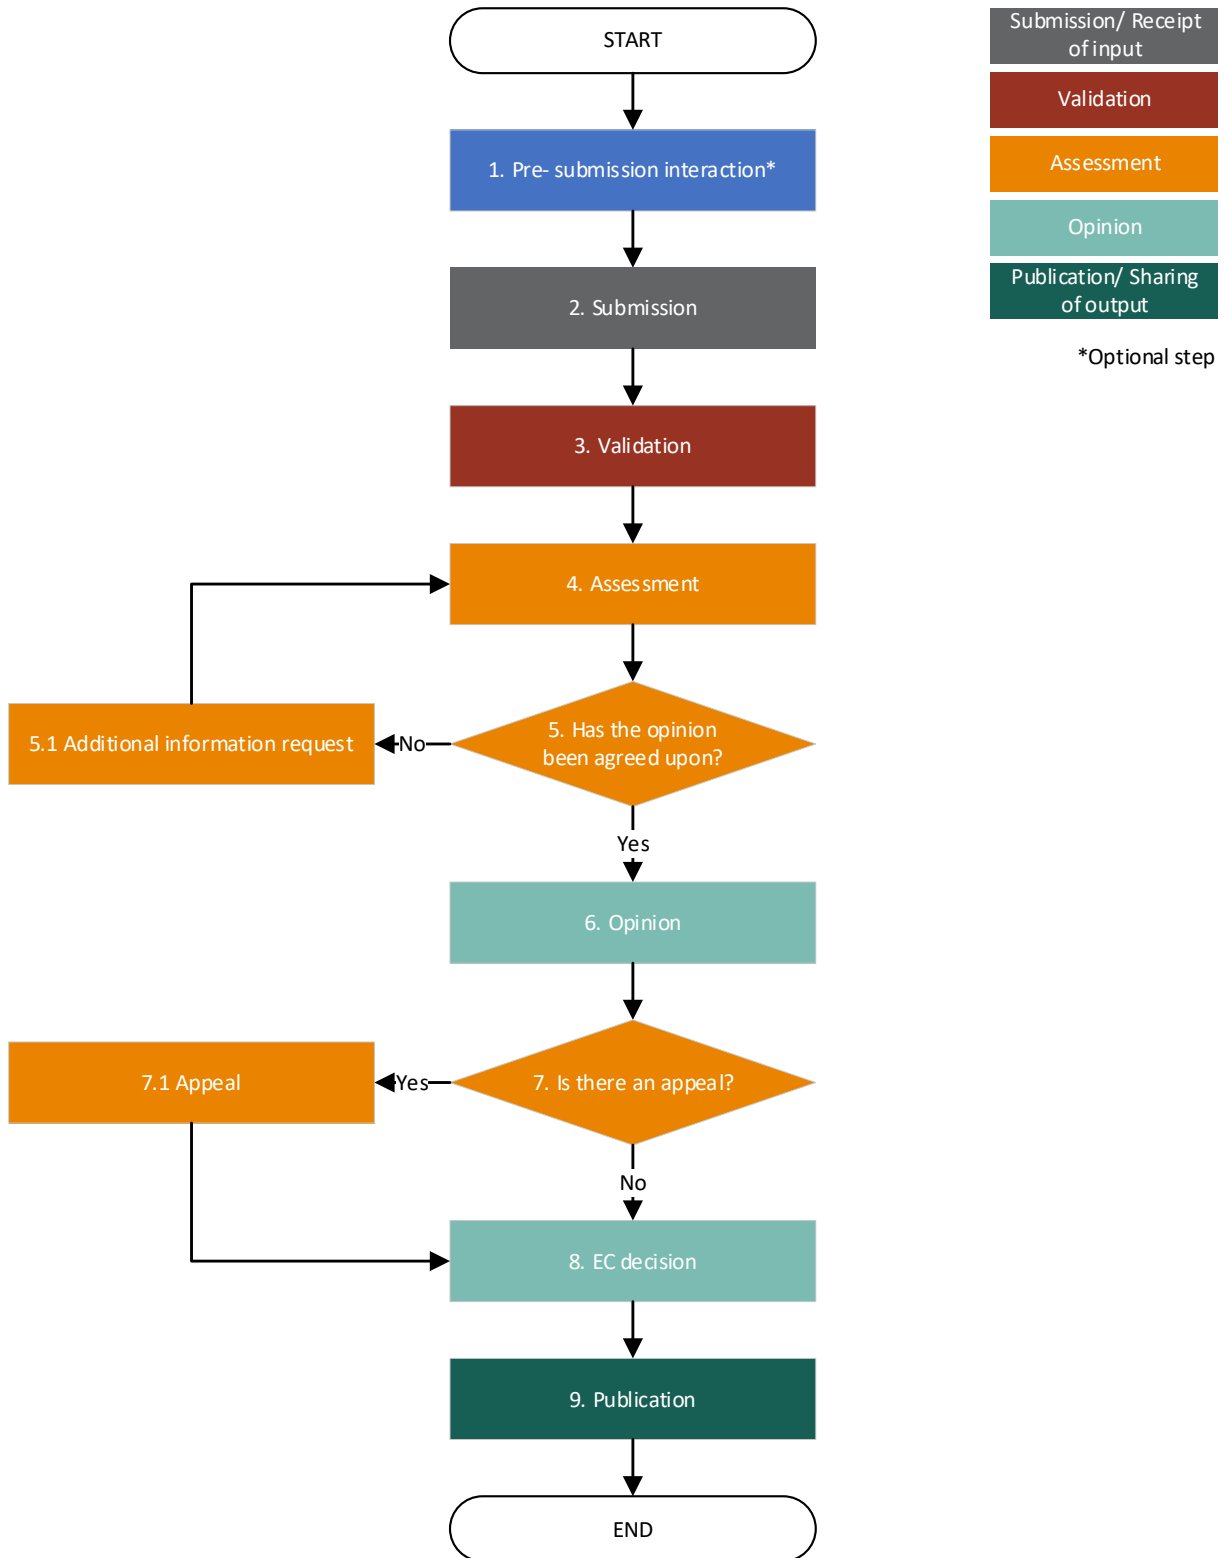 START
1. Pre- submission interaction*
2. Submission
3. Validation
4. Assessment
5. Has the opinion
been agreed upon?
No
5.1 Additional information request
Yes
6. Opinion
7. Is there an appeal?
Yes
7.1 Appeal
No
8. EC decision
9. Publication
END
Submission/ Receipt
of input
Validation
Assessment
Opinion
Publication/ Sharing
of output
*Optional step